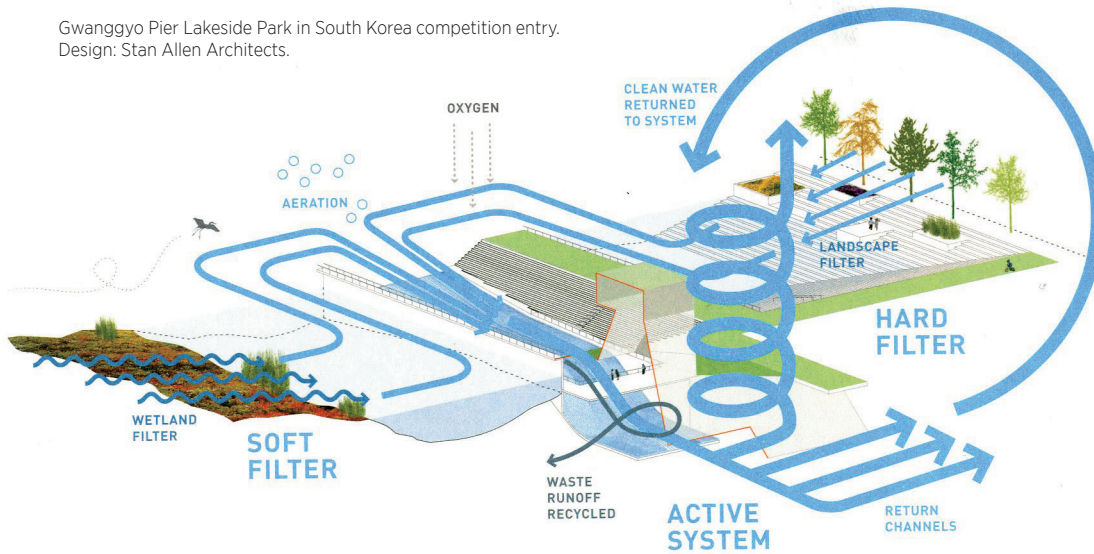 Gwanggyo Pier Lakeside Park in South Korea competition entry.
Design: Stan Allen Architects.
CLEAN WATER
RETURNED
TO SYSTEM
OXYGEN
AERATION
LANDSCAPE
FILTER
HARD
FILTER
WETLAND
FILTER
SOFT
FILTER
WASTE
RUNOFF
RECYCLED
ACTIVE
SYSTEM
RETURN
CHANNELS